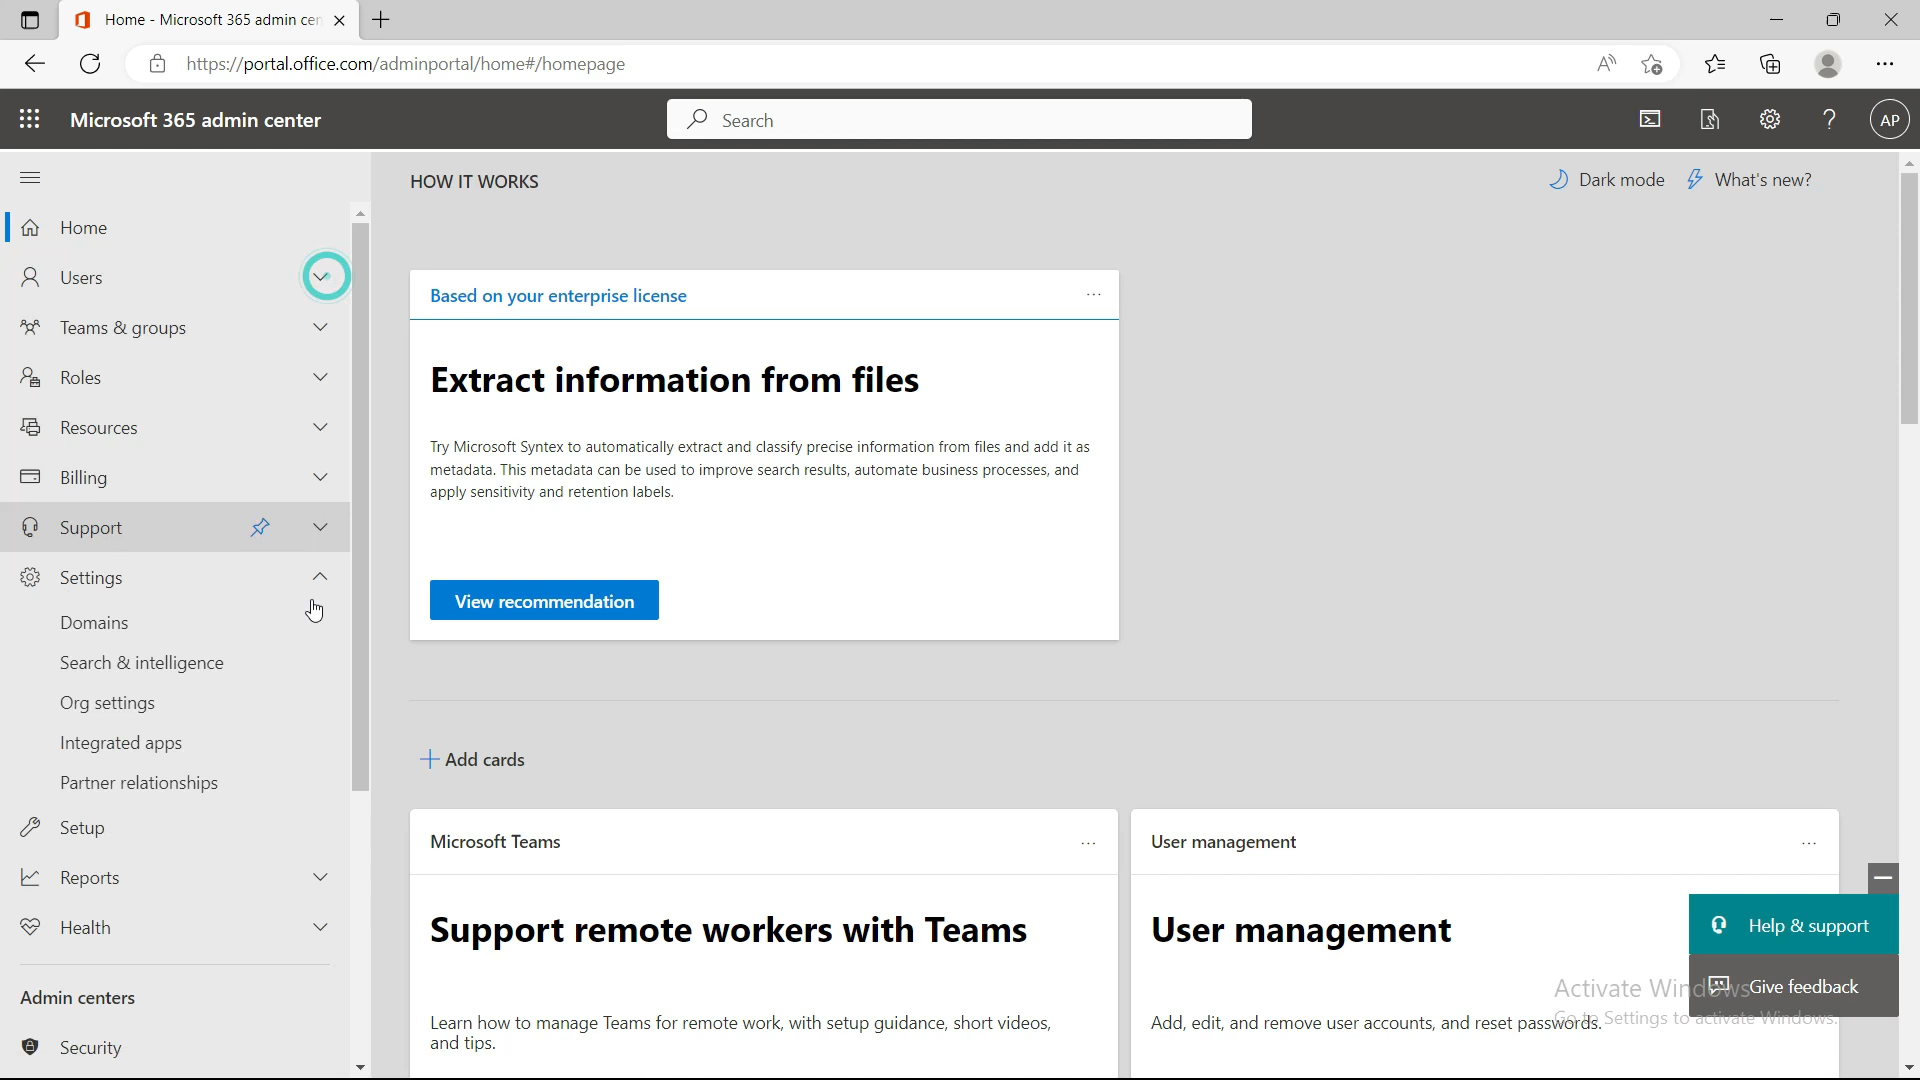 Home - Microsoft 365 admin cen
https://portal.office.com/adminportal/home#/homepage
Microsoft 365 admin center
Search
AP
HOW IT WORKS
Dark mode
What's new?
Home
Users
Teams & groups
Roles
Resources
Billing
Support
Settings
Domains
Search & intelligence
Org settings
Integrated apps
Partner relationships
Setup
Reports
Health
Admin centers
Security
Based on your enterprise license
Extract information from files
Try Microsoft Syntex to automatically extract and classify precise information from files and add it as
metadata. This metadata can be used to improve search results, automate business processes, and
apply sensitivity and retention labels.
View recommendation
Add cards
Microsoft Teams
Support remote workers with Teams
Learn how to manage Teams for remote work, with setup guidance, short videos,
and tips.
User management
User management
Add, edit, and remove user accounts, and reset passwords.
Help & support
Give feedback
Activate Windows
Go to Settings to activate Windows.